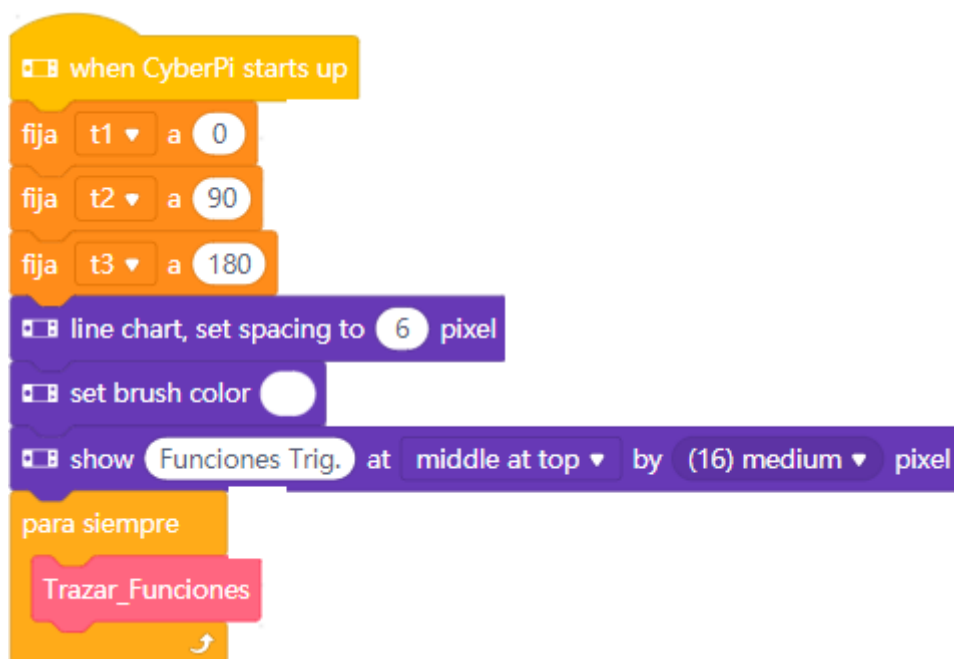 when CyberPi starts up
fija t1 a 0
fija t2 a 90
fija t3 a 180
line chart, set spacing to 6 pixel
set brush color
show Funciones Trig. at middle at top by (16) medium pixel
para siempre
Trazar_Funciones